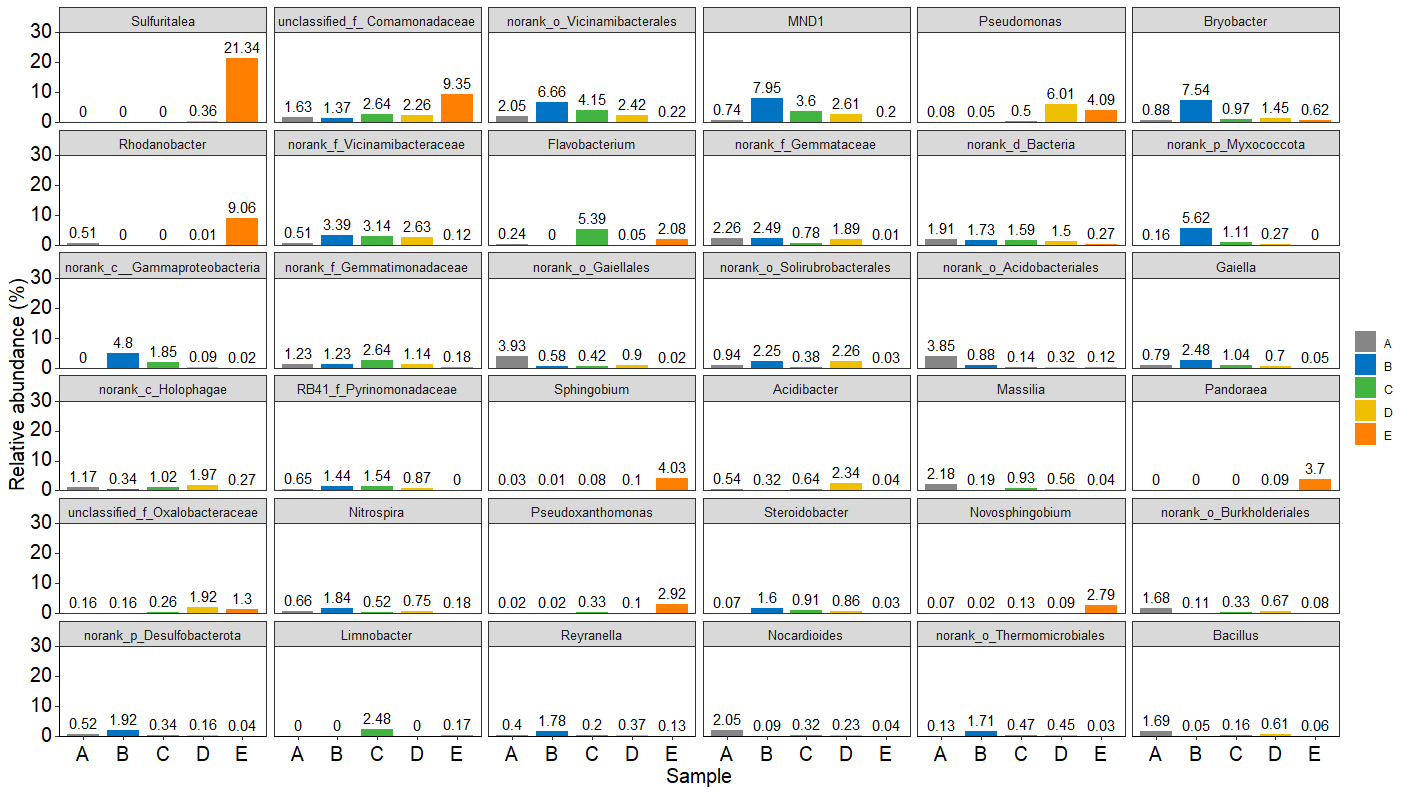 Sulfuritalea unclassified_f_ Comamonadaceae norank_o_Vicinamibacterales MND1 Pseudomonas Bryobacter
30
20
10
0
0 0 0 0.36 21.34
1.63 1.37 2.64 2.26 9.35
2.05 6.66 4.15 2.42 0.22
0.74 7.95 3.6 2.61 0.2
0.08 0.05 0.5 6.01 4.09
0.88 7.54 0.97 1.45 0.62
Rhodanobacter norank_f_Vicinamibacteraceae Flavobacterium norank_f_Gemmataceae norank_d_Bacteria norank_p_Myxococcota
30
20
10
0
0.51 0 0 0.01 9.06
0.51 3.39 3.14 2.63 0.12
0.24 0 5.39 0.05 2.08
2.26 2.49 0.78 1.89 0.01
1.91 1.73 1.59 1.5 0.27
0.16 5.62 1.11 0.27 0
norank_c__Gammaproteobacteria norank_f_Gemmatimonadaceae norank_o_Gaiellales norank_o_Solirubrobacterales norank_o_Acidobacteriales Gaiella
30
20
10
0
0 4.8 1.85 0.09 0.02
1.23 1.23 2.64 1.14 0.18
3.93 0.58 0.42 0.9 0.02
0.94 2.25 0.38 2.26 0.03
3.85 0.88 0.14 0.32 0.12
0.79 2.48 1.04 0.7 0.05
norank_c_Holophagae RB41_f_Pyrinomonadaceae Sphingobium Acidibacter Massilia Pandoraea
30
20
10
0
1.17 0.34 1.02 1.97 0.27
0.65 1.44 1.54 0.87 0
0.03 0.01 0.08 0.1 4.03
0.54 0.32 0.64 2.34 0.04
2.18 0.19 0.93 0.56 0.04
0 0 0 0.09 3.7
unclassified_f_Oxalobacteraceae Nitrospira Pseudoxanthomonas Steroidobacter Novosphingobium norank_o_Burkholderiales
30
20
10
0
0.16 0.16 0.26 1.92 1.3
0.66 1.84 0.52 0.75 0.18
0.02 0.02 0.33 0.1 2.92
0.07 1.6 0.91 0.86 0.03
0.07 0.02 0.13 0.09 2.79
1.68 0.11 0.33 0.67 0.08
norank_p_Desulfobacterota Limnobacter Reyranella Nocardioides norank_o_Thermomicrobiales Bacillus
30
20
10
0
0.52 1.92 0.34 0.16 0.04
0 0 2.48 0 0.17
0.4 1.78 0.2 0.37 0.13
2.05 0.09 0.32 0.23 0.04
0.13 1.71 0.47 0.45 0.03
1.69 0.05 0.16 0.61 0.06
A B C D E A B C D E A B C D E A B C D E A B C D E A B C D E
Sample
Relative abundance (%)
A
B
C
D
E